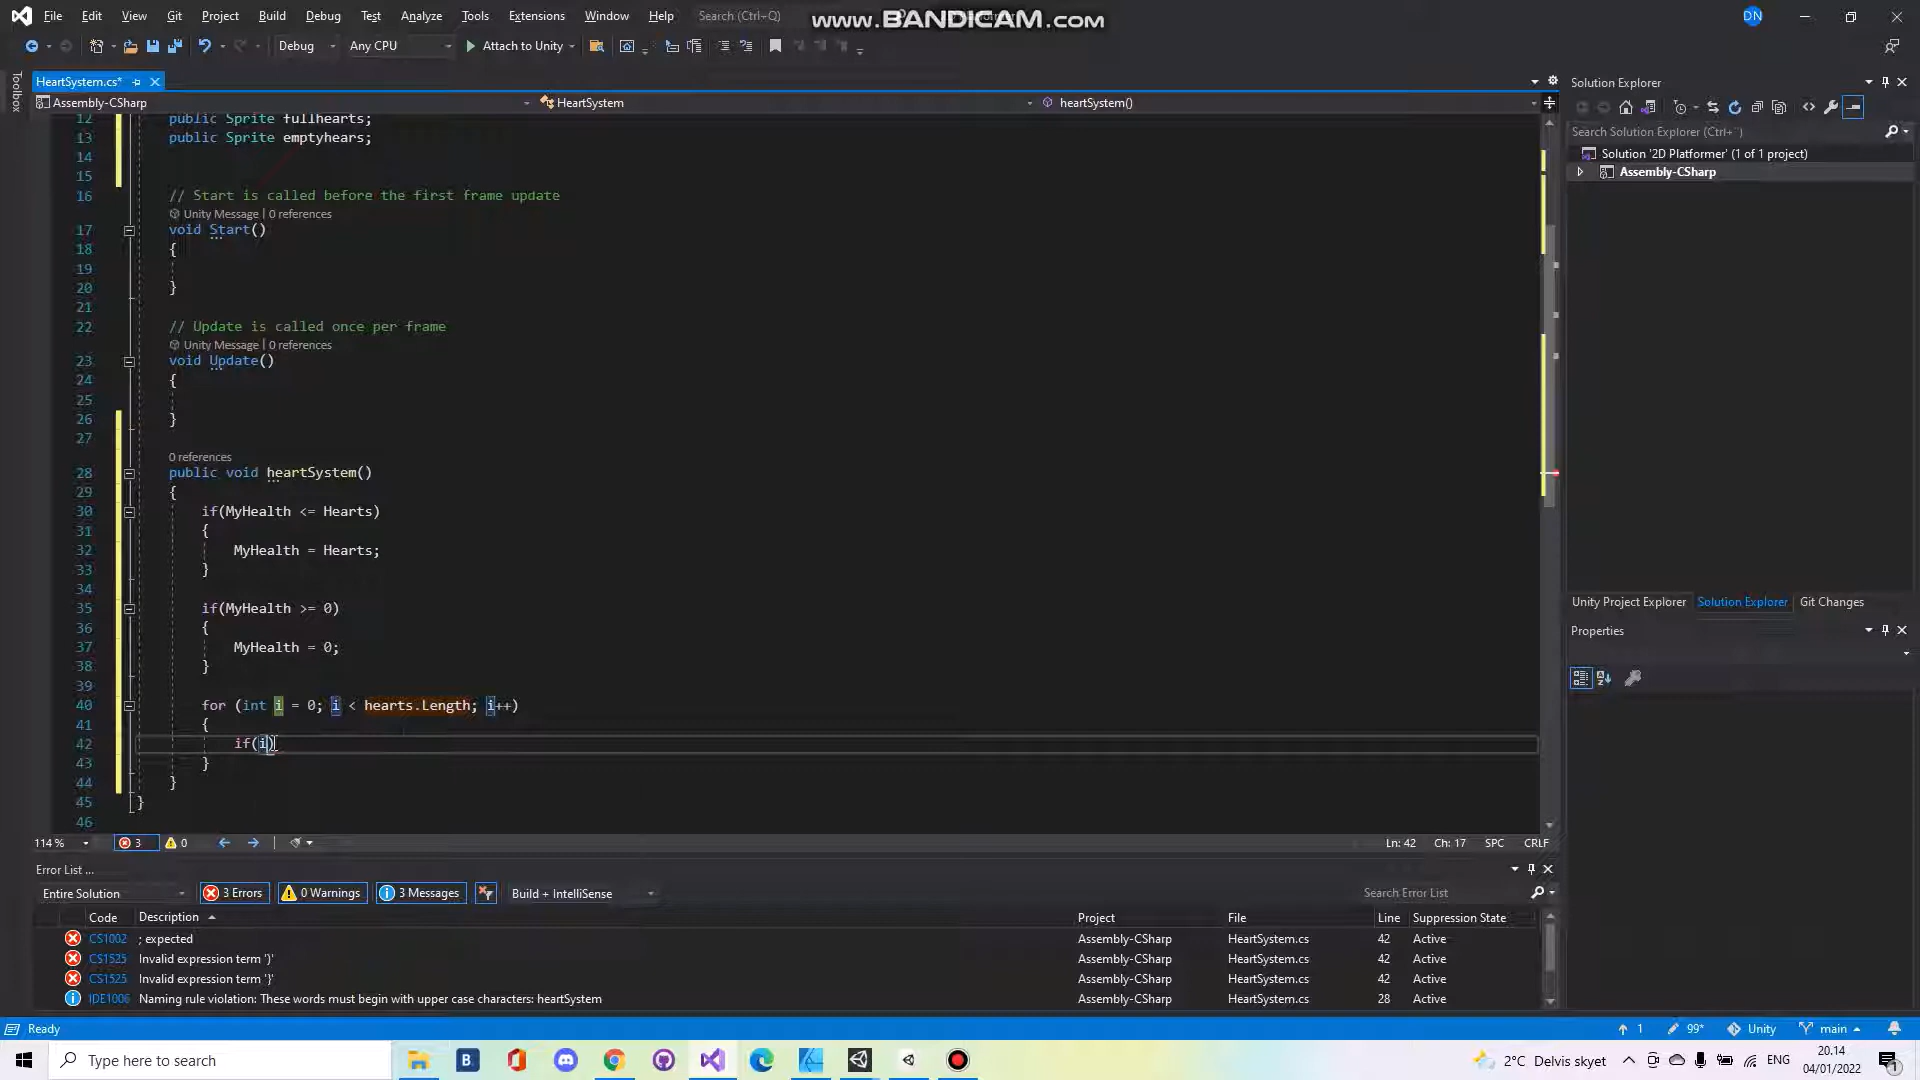 File Edit View Git Project Build Debug Test Analyze Tools Extensions Window Help Search (Ctrl+Q) DN
www.BANDICAM.com
Debug Any CPU Attach to Unity
Toolbox
HeartSystem.cs*
Assembly-CSharp HeartSystem heartSystem()
12 public Sprite fullhearts;
13 public Sprite emptyhears;
14
15
16 // Start is called before the first frame update
Unity Message | 0 references
17 void Start()
18 {
19
20 }
21
22 // Update is called once per frame
Unity Message | 0 references
23 void Update()
24 {
25
26 }
27
0 references
28 public void heartSystem()
29 {
30 if(MyHealth <= Hearts)
31 {
32 MyHealth = Hearts;
33 }
34
35 if(MyHealth >= 0)
36 {
37 MyHealth = 0;
38 }
39
40 for (int i = 0; i < hearts.Length; i++)
41 {
42 if(i)
43 }
44 }
45 }
46
114 % 3 0 Ln: 42 Ch: 17 SPC CRLF
Solution Explorer
Search Solution Explorer (Ctrl+¨)
Solution '2D Platformer' (1 of 1 project)
Assembly-CSharp
Unity Project Explorer Solution Explorer Git Changes
Properties
Error List ...
Entire Solution 3 Errors 0 Warnings 3 Messages Build + IntelliSense Search Error List
Code Description Project File Line Suppression State
CS1002 ; expected Assembly-CSharp HeartSystem.cs 42 Active
CS1525 Invalid expression term ')' Assembly-CSharp HeartSystem.cs 42 Active
CS1525 Invalid expression term '}' Assembly-CSharp HeartSystem.cs 42 Active
IDE1006 Naming rule violation: These words must begin with upper case characters: heartSystem Assembly-CSharp HeartSystem.cs 28 Active
Ready 1 99* Unity main
Type here to search B. 2°C Delvis skyet ENG 20.14
04/01/2022